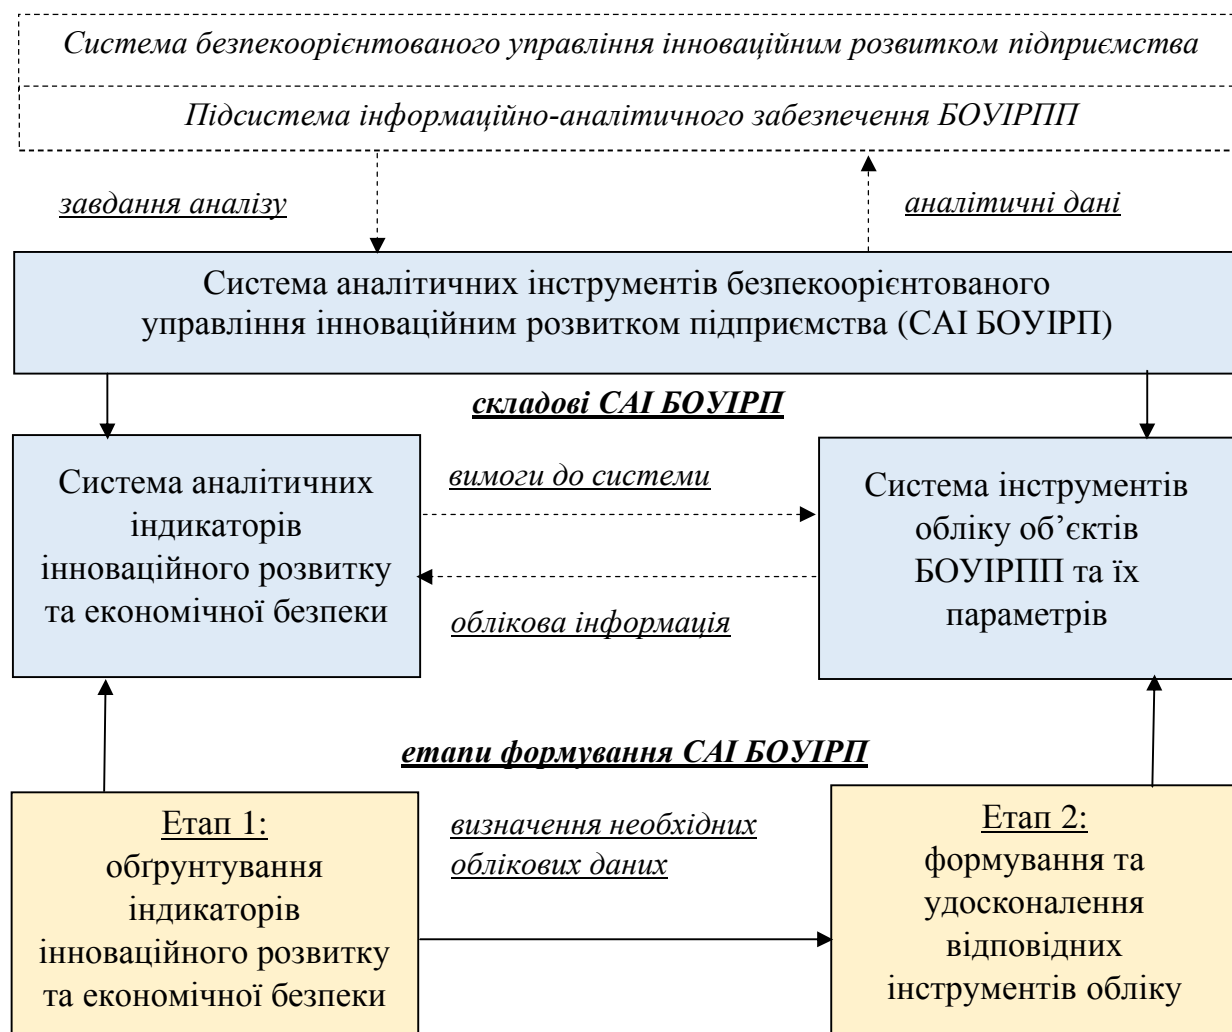 Система безпекоорієнтованого управління інноваційним розвитком підприємства
Підсистема інформаційно-аналітичного забезпечення БОУІРПП
завдання аналізу
аналітичні дані
Система аналітичних інструментів безпекоорієнтованого
управління інноваційним розвитком підприємства (САІ БОУІРП)
складові САІ БОУІРП
Система аналітичних
індикаторів
інноваційного розвитку
та економічної безпеки
вимоги до системи
облікова інформація
Система інструментів
обліку об’єктів
БОУІРПП та їх
параметрів
етапи формування САІ БОУІРП
Етап 1:
обґрунтування
індикаторів
інноваційного розвитку
та економічної безпеки
визначення необхідних
облікових даних
Етап 2:
формування та
удосконалення
відповідних
інструментів обліку